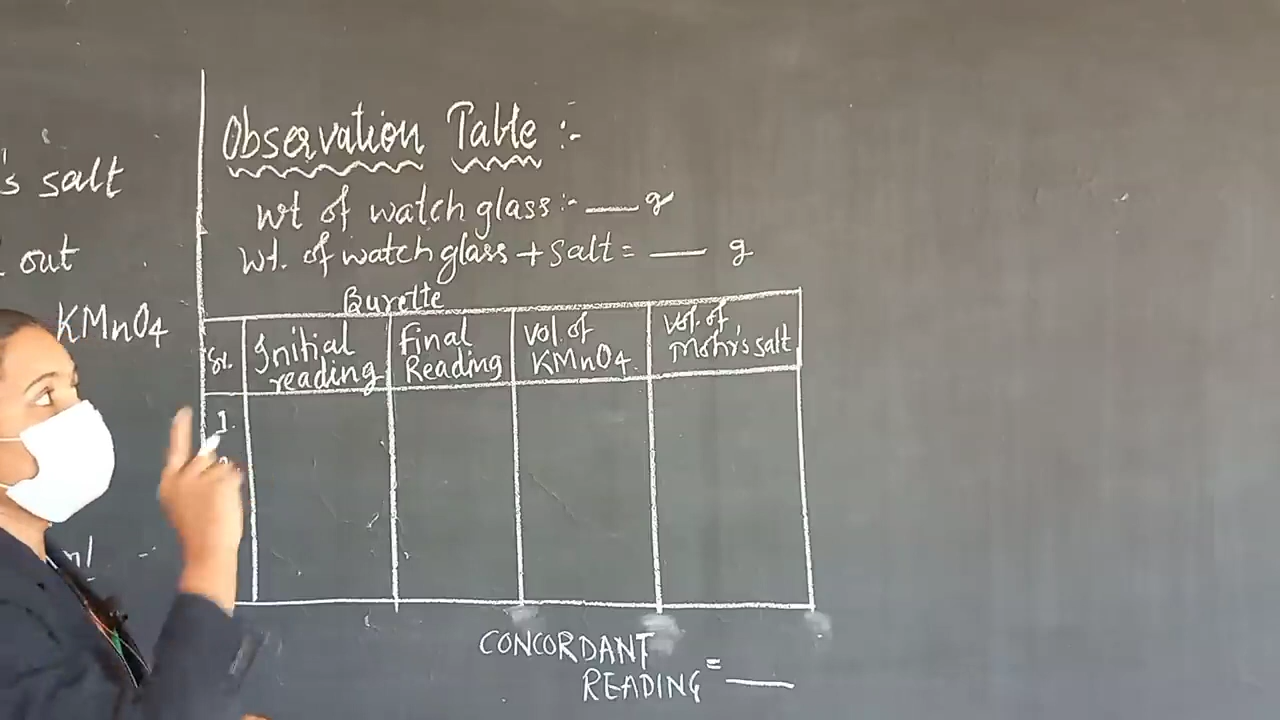 's salt
out
KMnO4
Observation Table :-
wt of watch glass :- ___ g
wt. of watch glass + salt = ___ g
Burette
Sr.
Initial
reading
Final
Reading
Vol. of
KMnO4.
Vol. of
Mohr's salt
1.
CONCORDANT
READING = ___